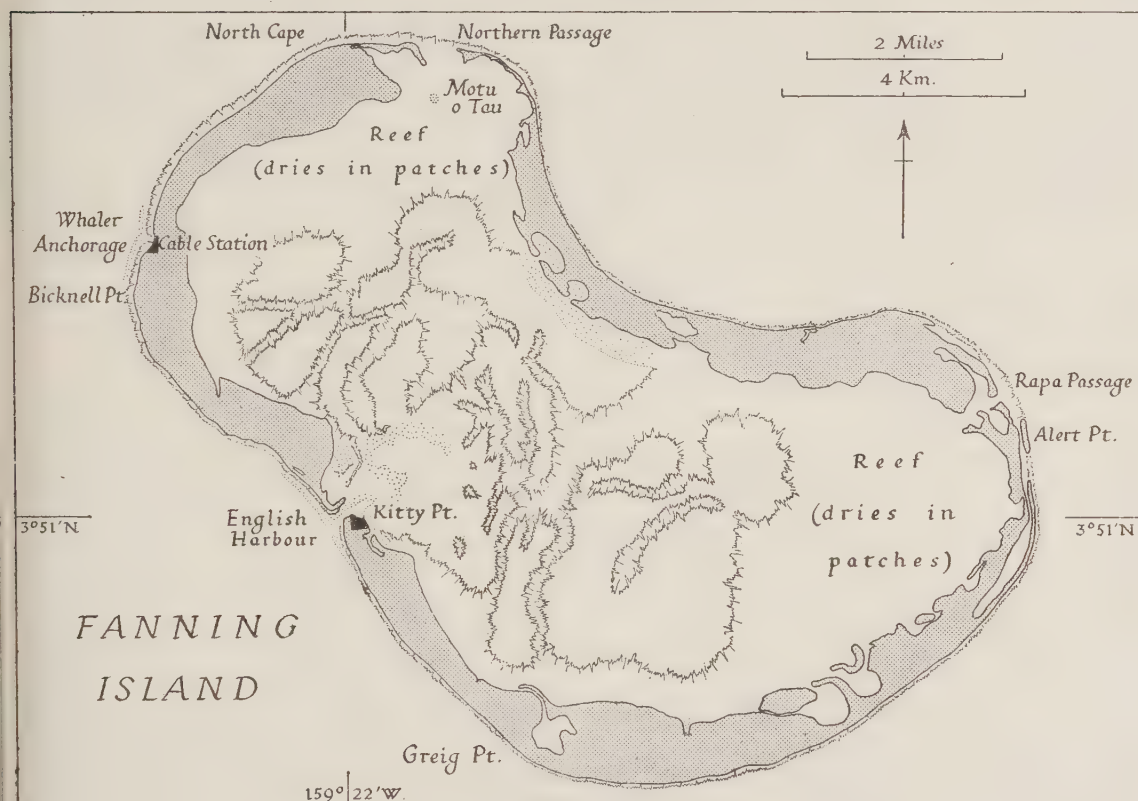 North Cape
Northern Passage
2 Miles
4 Km.
Motu
o Tau
Reef
(dries in patches)
Whaler
Anchorage
Cable Station
Bicknell Pt.
Rapa Passage
Alert Pt.
Reef
(dries in
patches)
English
Harbour
Kitty Pt.
3°51'N
3°51'N
FANNING
ISLAND
Greig Pt.
159° 22'W.